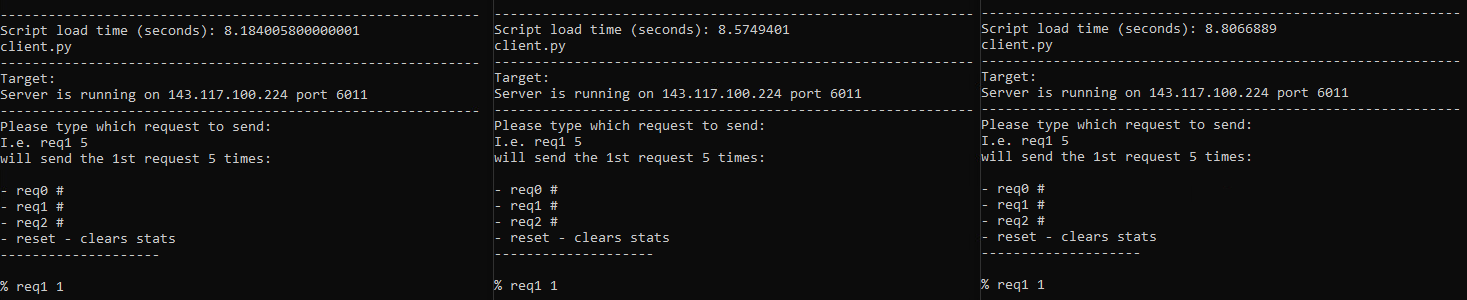 --------------------------------------------------------
Script load time (seconds): 8.184005800000001
client.py
--------------------------------------------------------
Target:
Server is running on 143.117.100.224 port 6011
--------------------------------------------------------
Please type which request to send:
I.e. req1 5
will send the 1st request 5 times:
- req0 #
- req1 #
- req2 #
- reset - clears stats
--------------------
% req1 1
--------------------------------------------------------
Script load time (seconds): 8.5749401
client.py
--------------------------------------------------------
Target:
Server is running on 143.117.100.224 port 6011
--------------------------------------------------------
Please type which request to send:
I.e. req1 5
will send the 1st request 5 times:
- req0 #
- req1 #
- req2 #
- reset - clears stats
--------------------
% req1 1
--------------------------------------------------------
Script load time (seconds): 8.8066889
client.py
--------------------------------------------------------
Target:
Server is running on 143.117.100.224 port 6011
--------------------------------------------------------
Please type which request to send:
I.e. req1 5
will send the 1st request 5 times:
- req0 #
- req1 #
- req2 #
- reset - clears stats
--------------------
% req1 1